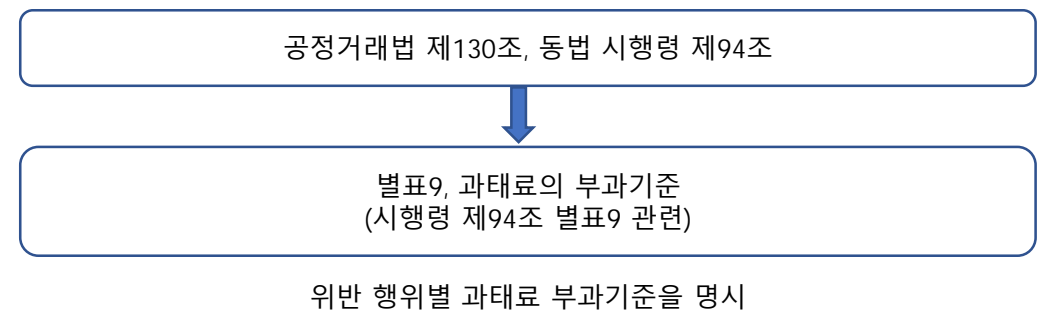 공정거래법 제130조, 동법 시행령 제94조
별표9, 과태료의 부과기준
(시행령 제94조 별표9 관련)
위반 행위별 과태료 부과기준을 명시